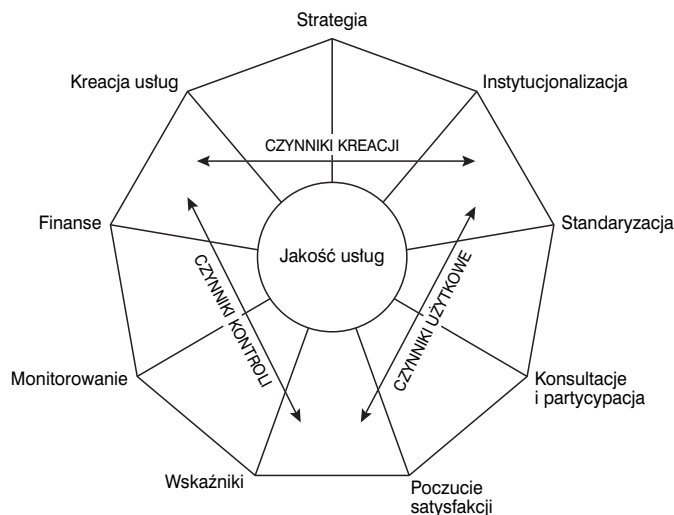 Strategia
Kreacja usług
Instytucjonalizacja
CZYNNIKI KREACJI
Finanse
Jakość usług
Standaryzacja
CZYNNIKI KONTROLI
CZYNNIKI UŻYTKOWE
Monitorowanie
Konsultacje
i partycypacja
Wskaźniki
Poczucie
satysfakcji